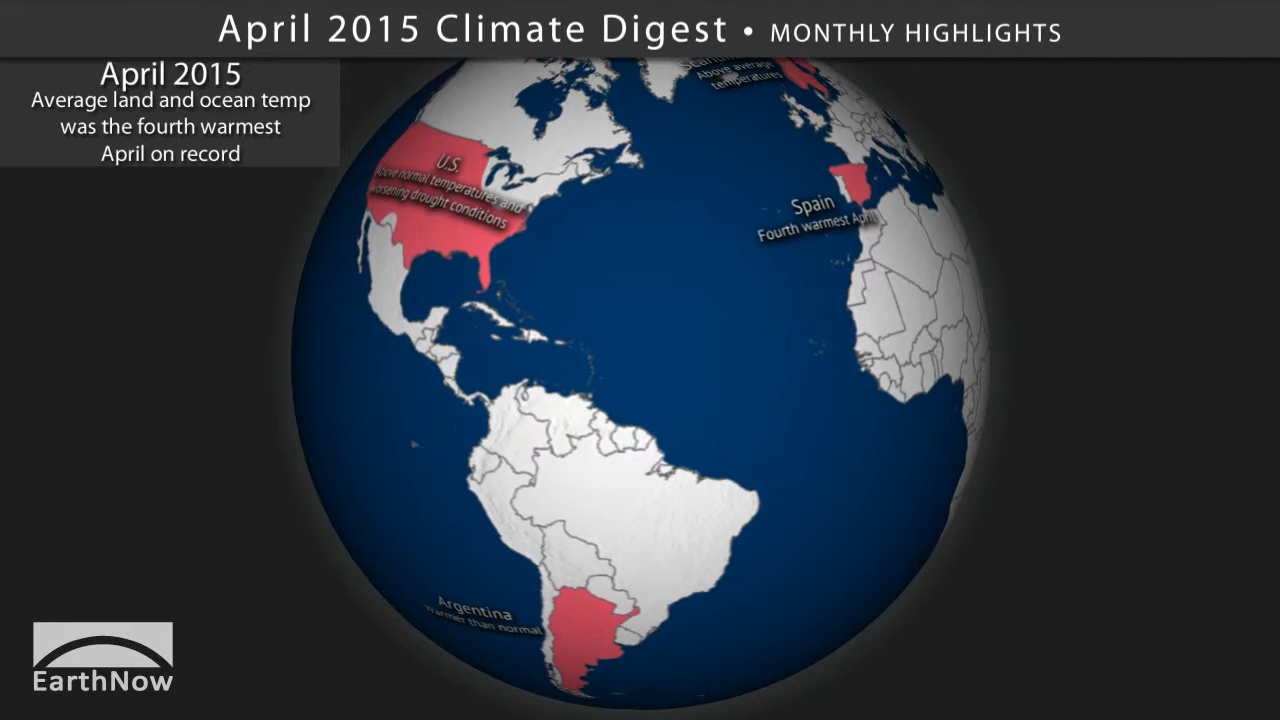 April 2015 Climate Digest • MONTHLY HIGHLIGHTS
April 2015
Average land and ocean temp
was the fourth warmest
April on record
Above average
temperatures
U.S.
Above normal temperatures and
worsening drought conditions
Spain
Fourth warmest April
Argentina
Warmer than normal
EarthNow